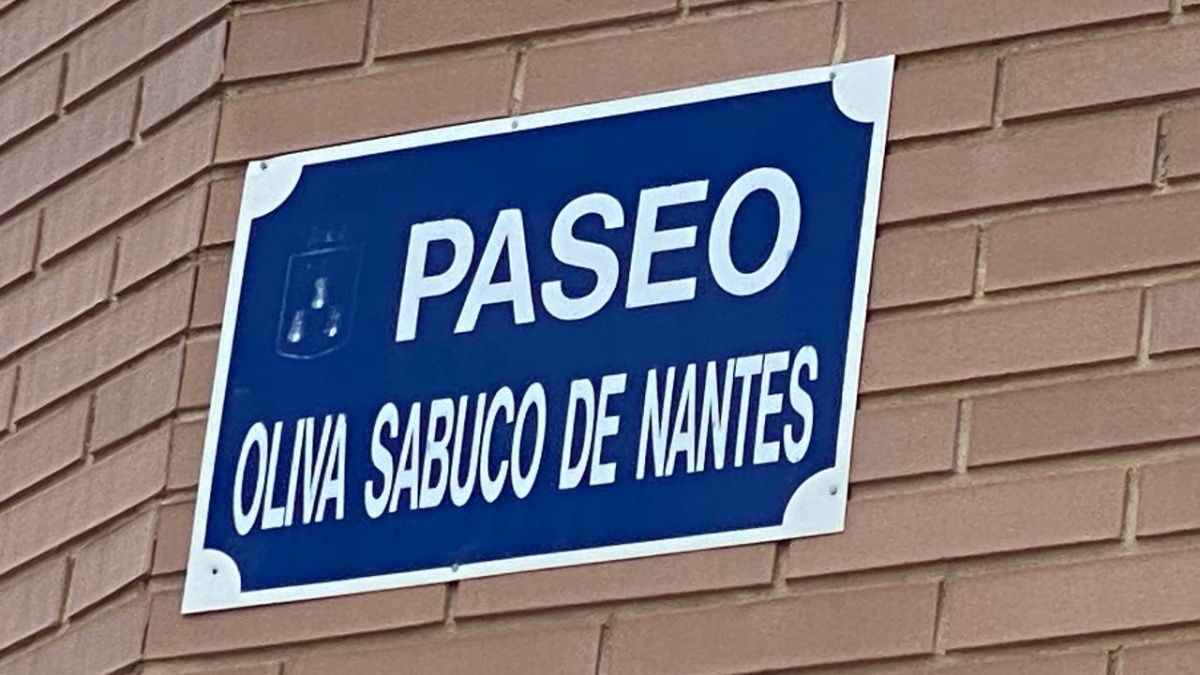 PASEO
OLIVA SABUCO DE NANTES